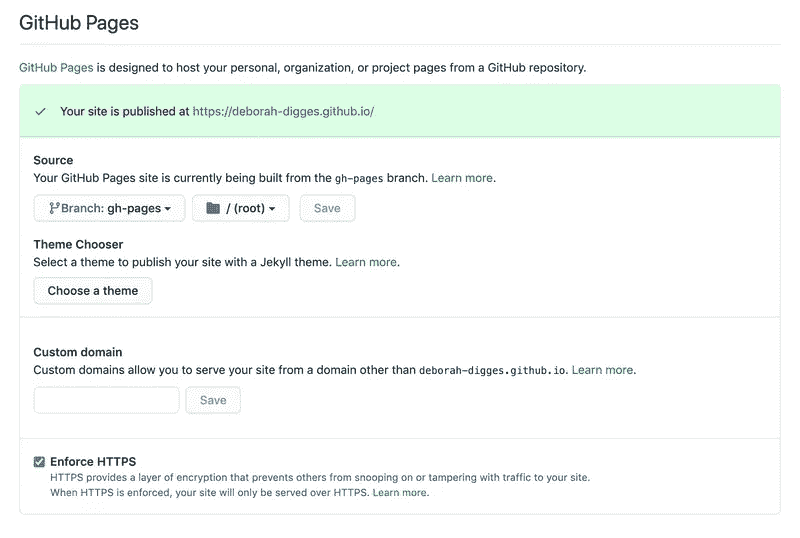 GitHub Pages
GitHub Pages is designed to host your personal, organization, or project pages from a GitHub repository.
Your site is published at https://deborah-digges.github.io/
Source
Your GitHub Pages site is currently being built from the gh-pages branch. Learn more.
Branch: gh-pages / (root) Save
Theme Chooser
Select a theme to publish your site with a Jekyll theme. Learn more.
Choose a theme
Custom domain
Custom domains allow you to serve your site from a domain other than deborah-digges.github.io. Learn more.
Save
Enforce HTTPS
HTTPS provides a layer of encryption that prevents others from snooping on or tampering with traffic to your site.
When HTTPS is enforced, your site will only be served over HTTPS. Learn more.